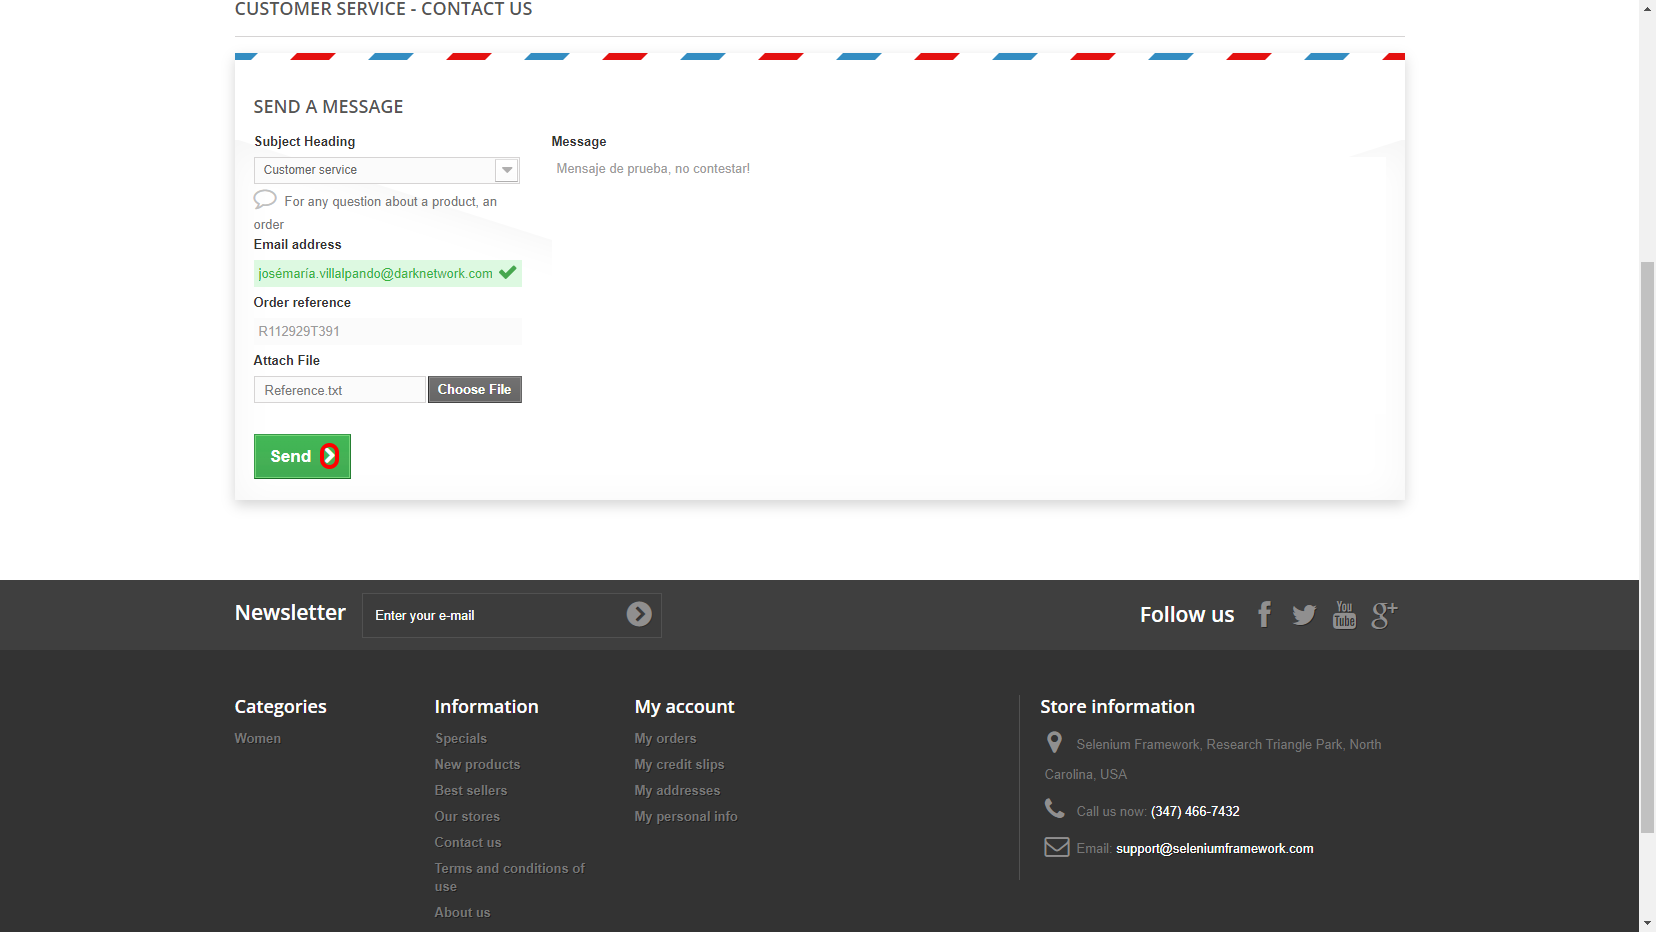 CUSTOMER SERVICE - CONTACT US
SEND A MESSAGE
Subject Heading
Customer service
For any question about a product, an
order
Email address
josémaría.villalpando@darknetwork.com
Order reference
R112929T391
Attach File
Reference.txt
Choose File
Send
Message
Mensaje de prueba, no contestar!
Newsletter
Enter your e-mail
Follow us
You
Tube
g+
Categories
Women
Information
Specials
New products
Best sellers
Our stores
Contact us
Terms and conditions of
use
About us
My account
My orders
My credit slips
My addresses
My personal info
Store information
Selenium Framework, Research Triangle Park, North
Carolina, USA
Call us now: (347) 466-7432
Email: support@seleniumframework.com